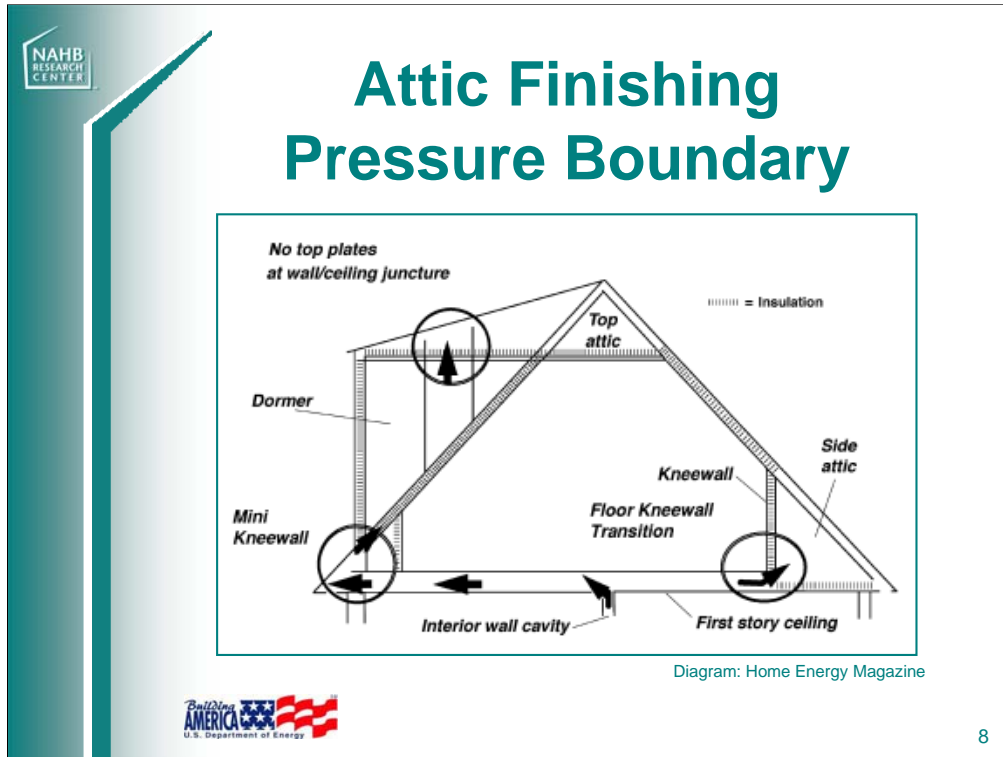 NAHB
RESEARCH
CENTER
Attic Finishing
Pressure Boundary
No top plates
at wall/ceiling juncture
= Insulation
Top
attic
Dormer
Side
attic
Kneewall
Mini
Kneewall
Floor Kneewall
Transition
Interior wall cavity
First story ceiling
Diagram: Home Energy Magazine
Building
AMERICA
U.S. Department of Energy
8